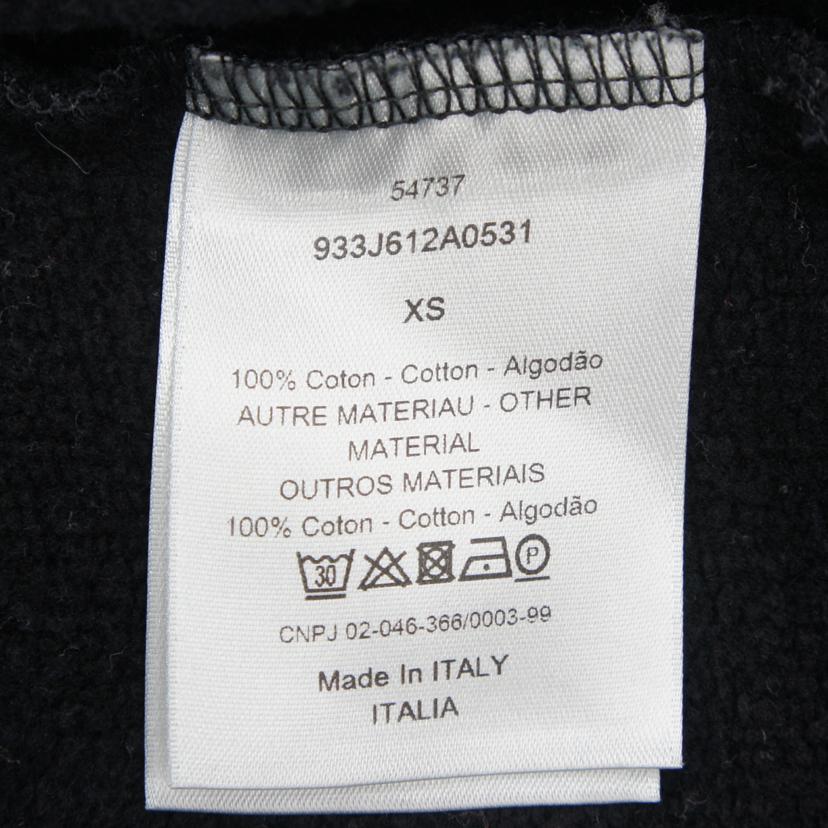 54737
933J612A0531
XS
100% Coton - Cotton - Algodão
AUTRE MATERIAU - OTHER
MATERIAL
OUTROS MATERIAIS
100% Coton - Cotton - Algodão
30 P
CNPJ 02-046-366/0003-99
Made In ITALY
ITALIA